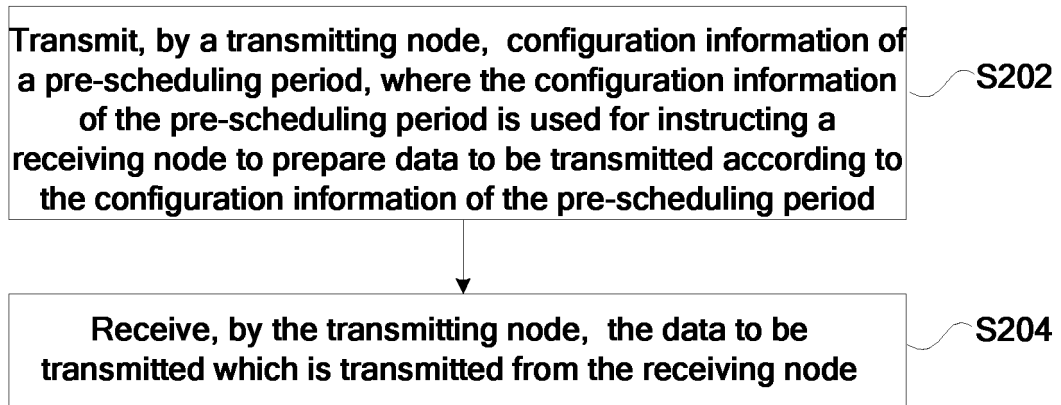 Transmit, by a transmitting node, configuration information of
a pre-scheduling period, where the configuration information
of the pre-scheduling period is used for instructing a
receiving node to prepare data to be transmitted according to
the configuration information of the pre-scheduling period
S202
Receive, by the transmitting node, the data to be
transmitted which is transmitted from the receiving node
S204